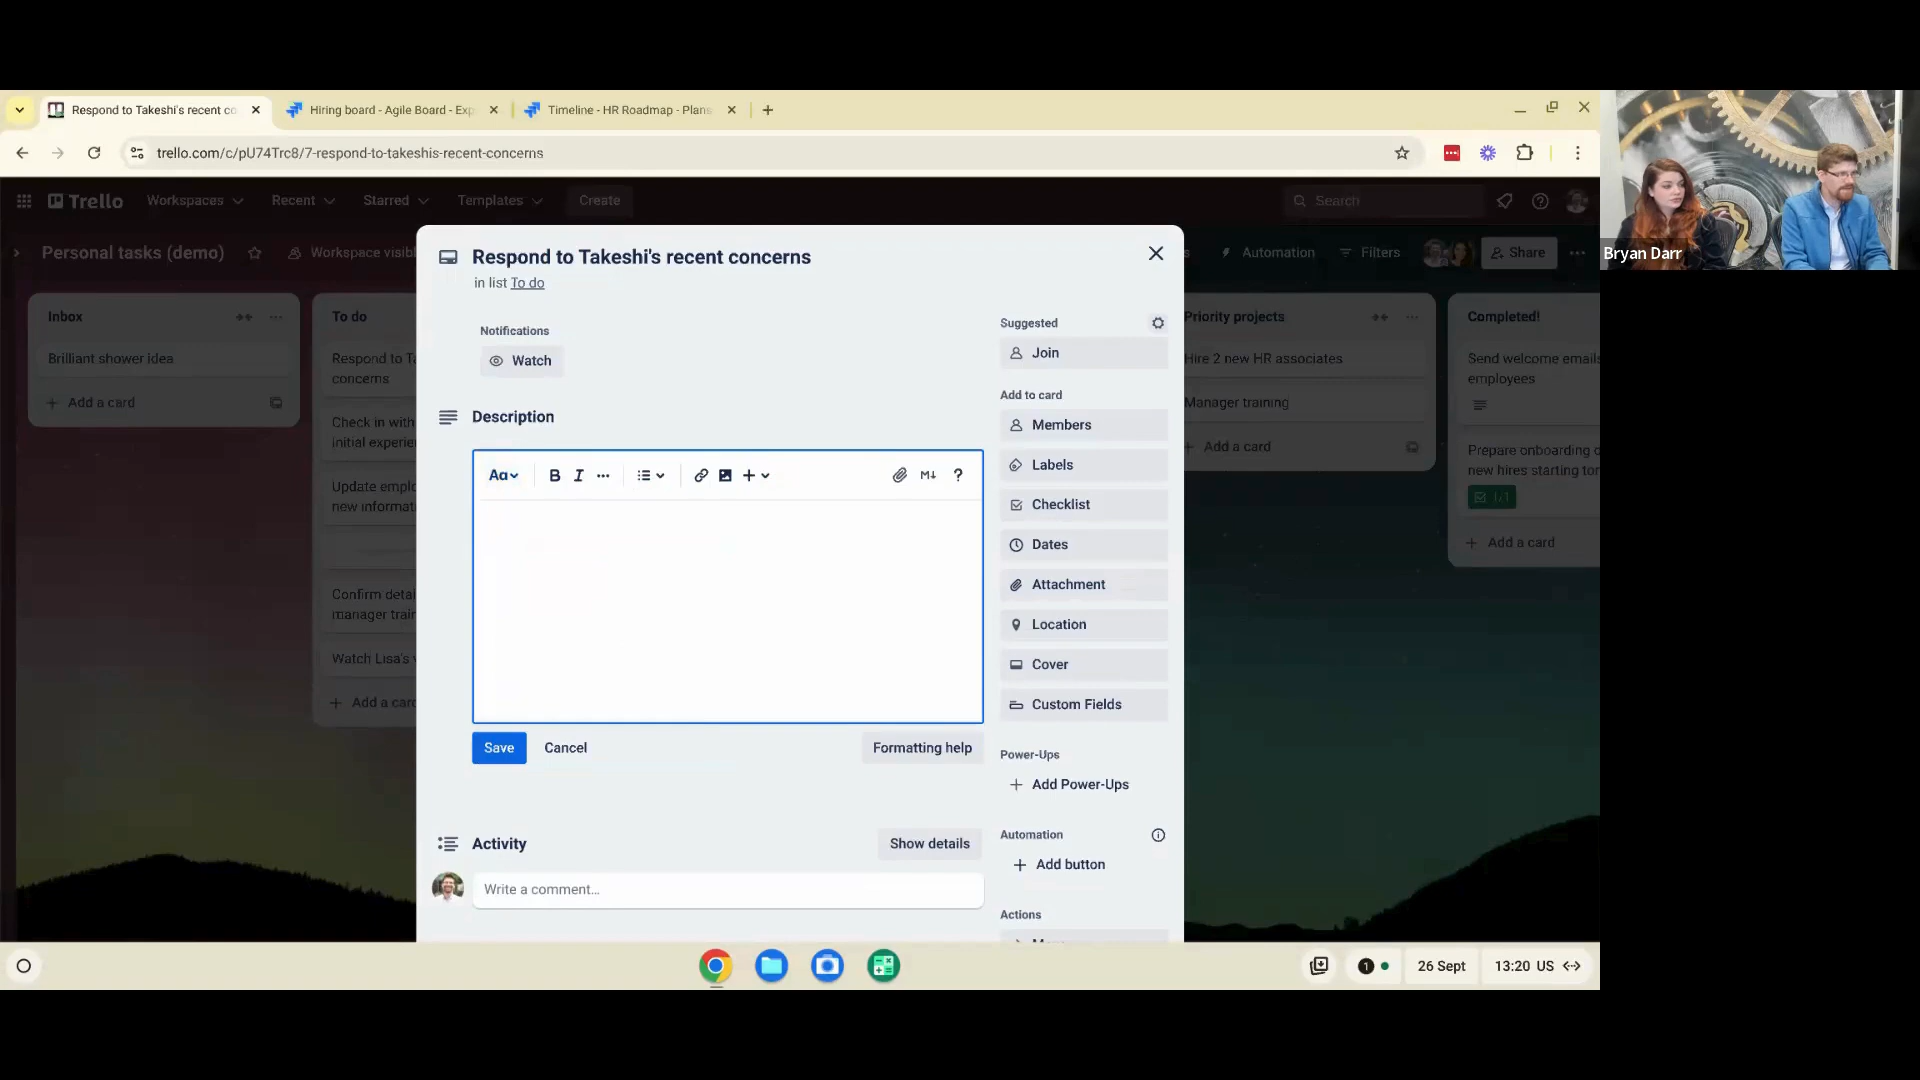 Respond to Takeshi's recent co
Hiring board - Agile Board - Exp
Timeline - HR Roadmap - Plans
trello.com/c/pU74Trc8/7-respond-to-takeshis-recent-concerns
Trello
Workspaces
Recent
Starred
Templates
Create
Search
Bryan Darr
Personal tasks (demo)
Workspace visibl
Automation
Filters
Share
Inbox
Brilliant shower idea
Add a card
To do
Respond to T
concerns
Check in with
initial experien
Update empl
new informat
Confirm detai
manager train
Watch Lisa's v
Add a card
Respond to Takeshi's recent concerns
in list To do
Notifications
Watch
Description
Aa
B I
M
?
Save
Cancel
Formatting help
Activity
Show details
Write a comment…
Suggested
Join
Add to card
Members
Labels
Checklist
Dates
Attachment
Location
Cover
Custom Fields
Power-Ups
Add Power-Ups
Automation
Add button
Actions
Priority projects
Hire 2 new HR associates
Manager training
Add a card
Completed!
Send welcome emails
employees
Prepare onboarding d
new hires starting to
1/1
Add a card
1
26 Sept
13:20 US